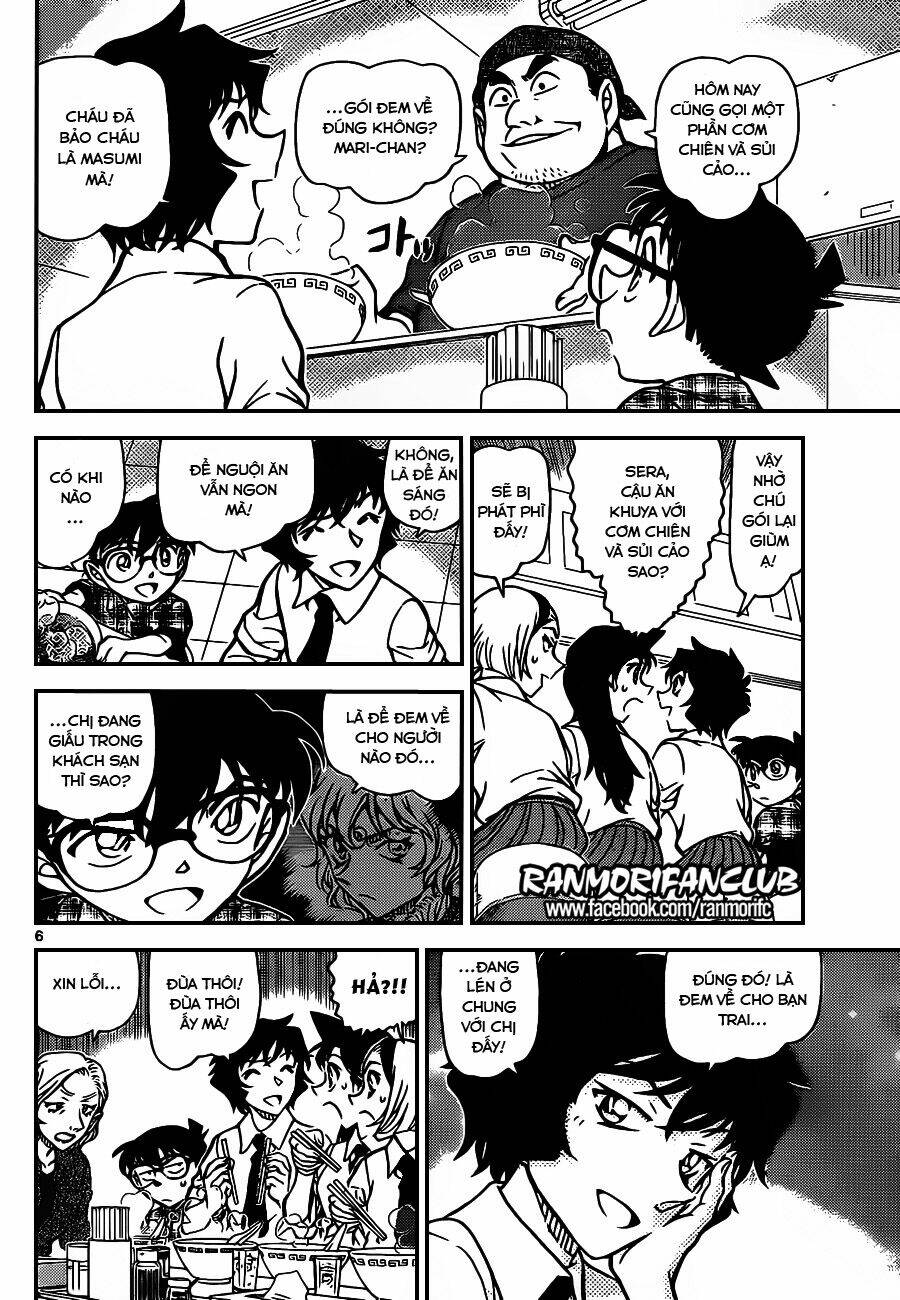 HÔM NAY
CŨNG GỌI MỘT
PHẦN CƠM
CHIÊN VÀ SỦI
CẢO...
...GÓI ĐEM VỀ
ĐÚNG KHÔNG?
MARI-CHAN?
CHÁU ĐÃ
BẢO CHÁU
LÀ MASUMI
MÀ!
コトッ
VẬY
NHỜ
CHÚ
GÓI LẠI
GIÙM
Ạ!
SERA,
CẬU ĂN
KHUYA VỚI
CƠM CHIÊN
VÀ SỦI CẢO
SAO?
SẼ BỊ
PHÁT PHÌ
ĐẤY!
KHÔNG,
LÀ ĐỂ ĂN
SÁNG
ĐÓ!
ĐỂ NGUỘI ĂN
VẪN NGON
MÀ!
CÓ KHI
NÀO
...
LÀ ĐỂ ĐEM VỀ
CHO NGƯỜI
NÀO ĐÓ...
...CHỊ ĐANG
GIẤU TRONG
KHÁCH SẠN
THÌ SAO?
RANMORIFANCLUB
www.facebook.com/ranmorifc
6
ĐÚNG ĐÓ! LÀ
ĐEM VỀ CHO BẠN
TRAI...
...ĐANG
LÉN Ở
CHUNG
VỚI CHỊ
ĐẤY!
HẢ?!!
ĐÙA THÔI!
ĐÙA THÔI
ẤY MÀ!
XIN LỖI...